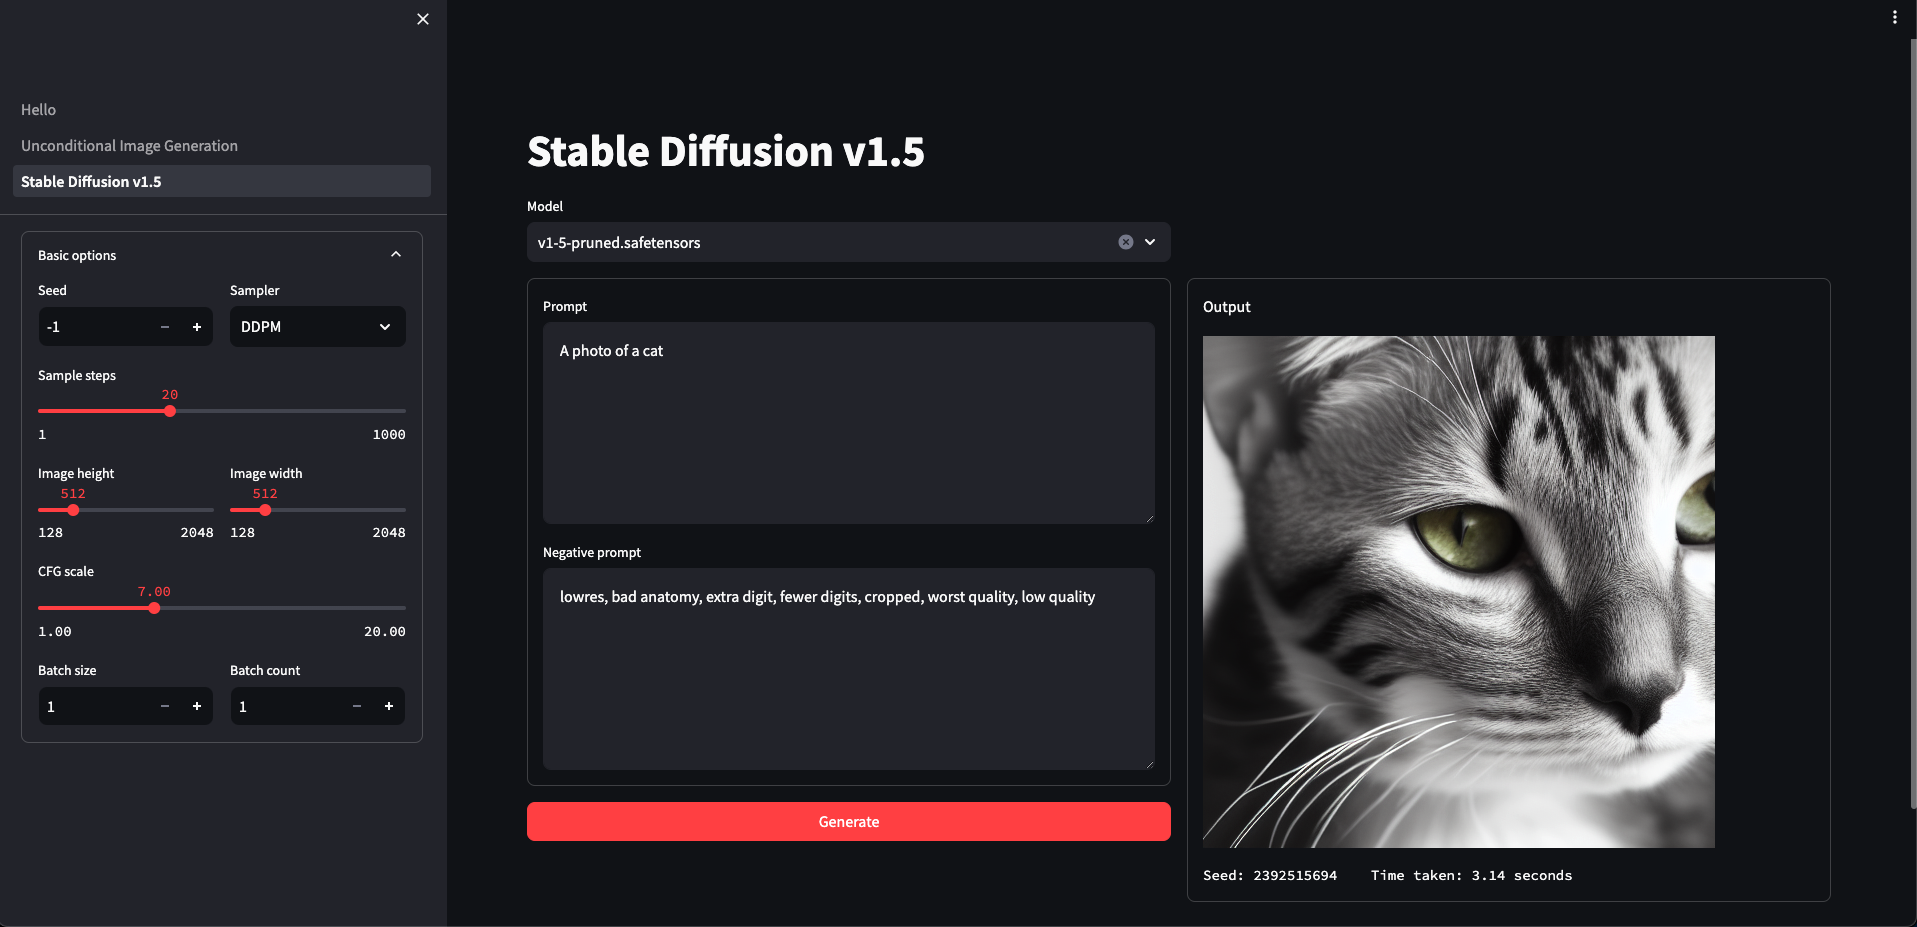 Hello
Unconditional Image Generation
Stable Diffusion v1.5
Basic options
Seed
Sampler
-1
DDPM
Sample steps
20
1
1000
Image height
Image width
512
512
128
2048
128
2048
CFG scale
7.00
1.00
20.00
Batch size
Batch count
1
1
Stable Diffusion v1.5
Model
v1-5-pruned.safetensors
Prompt
A photo of a cat
Negative prompt
lowres, bad anatomy, extra digit, fewer digits, cropped, worst quality, low quality
Generate
Output
Seed: 2392515694 Time taken: 3.14 seconds